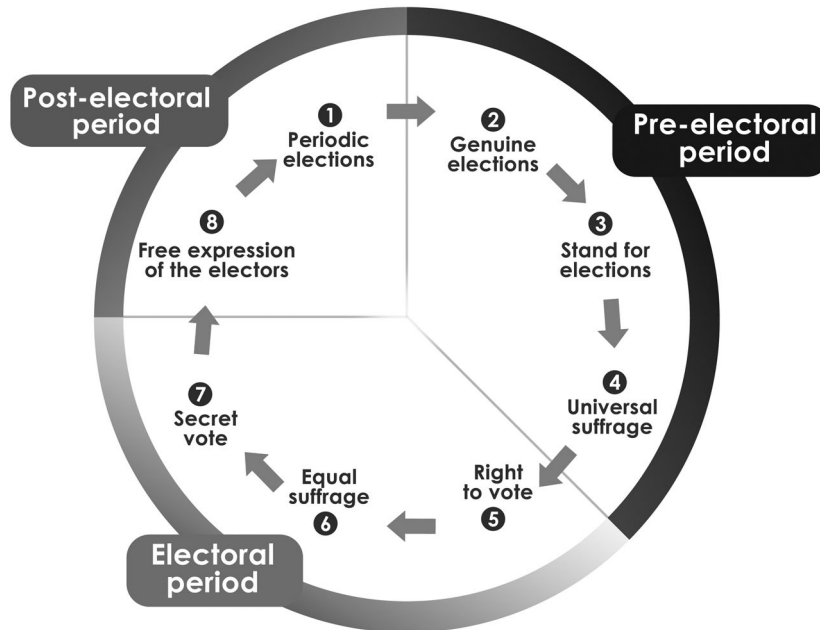 Post-electoral
period
Pre-electoral
period
1
Periodic
elections
2
Genuine
elections
3
Stand for
elections
4
Universal
suffrage
Right
to vote
5
Equal
suffrage
6
7
Secret
vote
8
Free expression
of the electors
Electoral
period